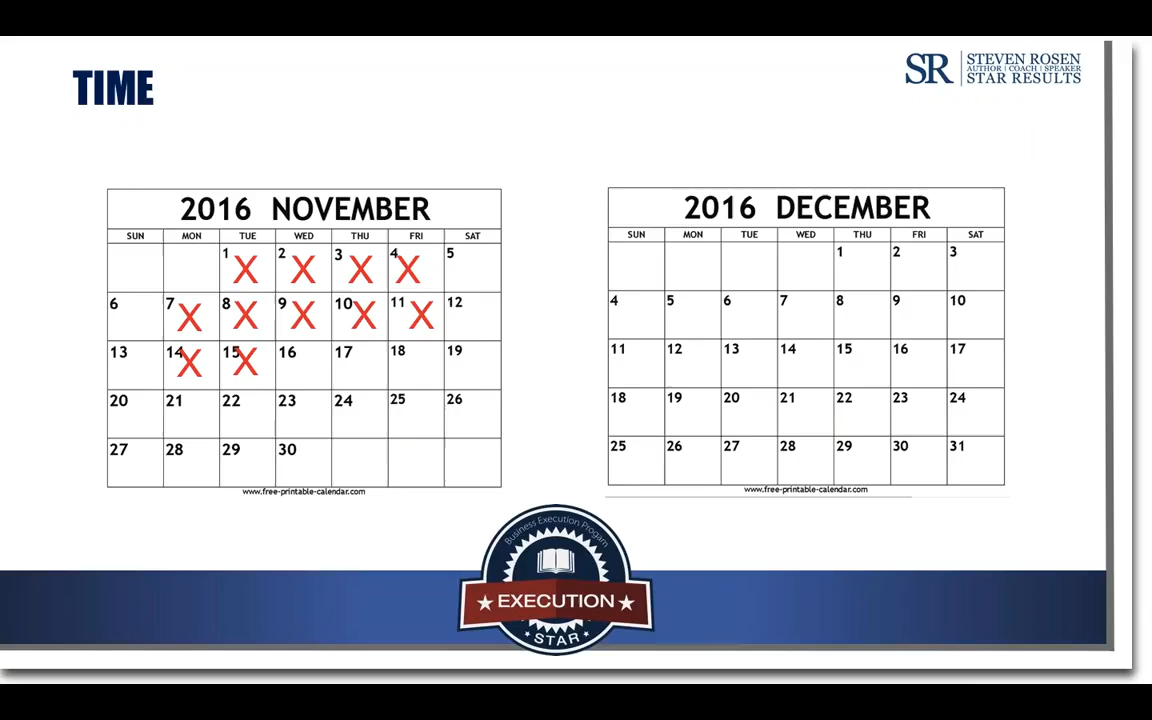 TIME
SR
STEVEN ROSEN
AUTHOR | COACH | SPEAKER
STAR RESULTS
2016 NOVEMBER
SUN MON TUE WED THU FRI SAT
1 X 2 X 3 X 4 X 5
6 7 X 8 X 9 X 10 X 11 X 12
13 14 X 15 X 16 17 18 19
20 21 22 23 24 25 26
27 28 29 30
www.free-printable-calendar.com
2016 DECEMBER
SUN MON TUE WED THU FRI SAT
1 2 3
4 5 6 7 8 9 10
11 12 13 14 15 16 17
18 19 20 21 22 23 24
25 26 27 28 29 30 31
www.free-printable-calendar.com
Business Execution Progam
EXECUTION
STAR